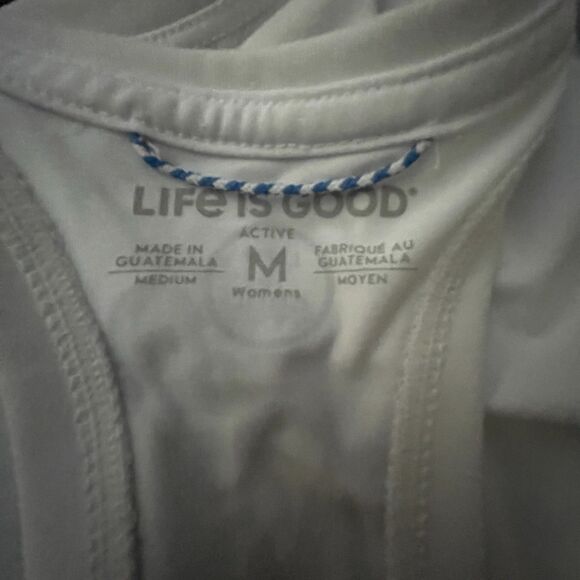 LIFe IS GOOD®
ACTIVE
MADE IN
GUATEMALA
MEDIUM
M
Womens
FABRIQUÉ AU
GUATEMALA
MOYEN